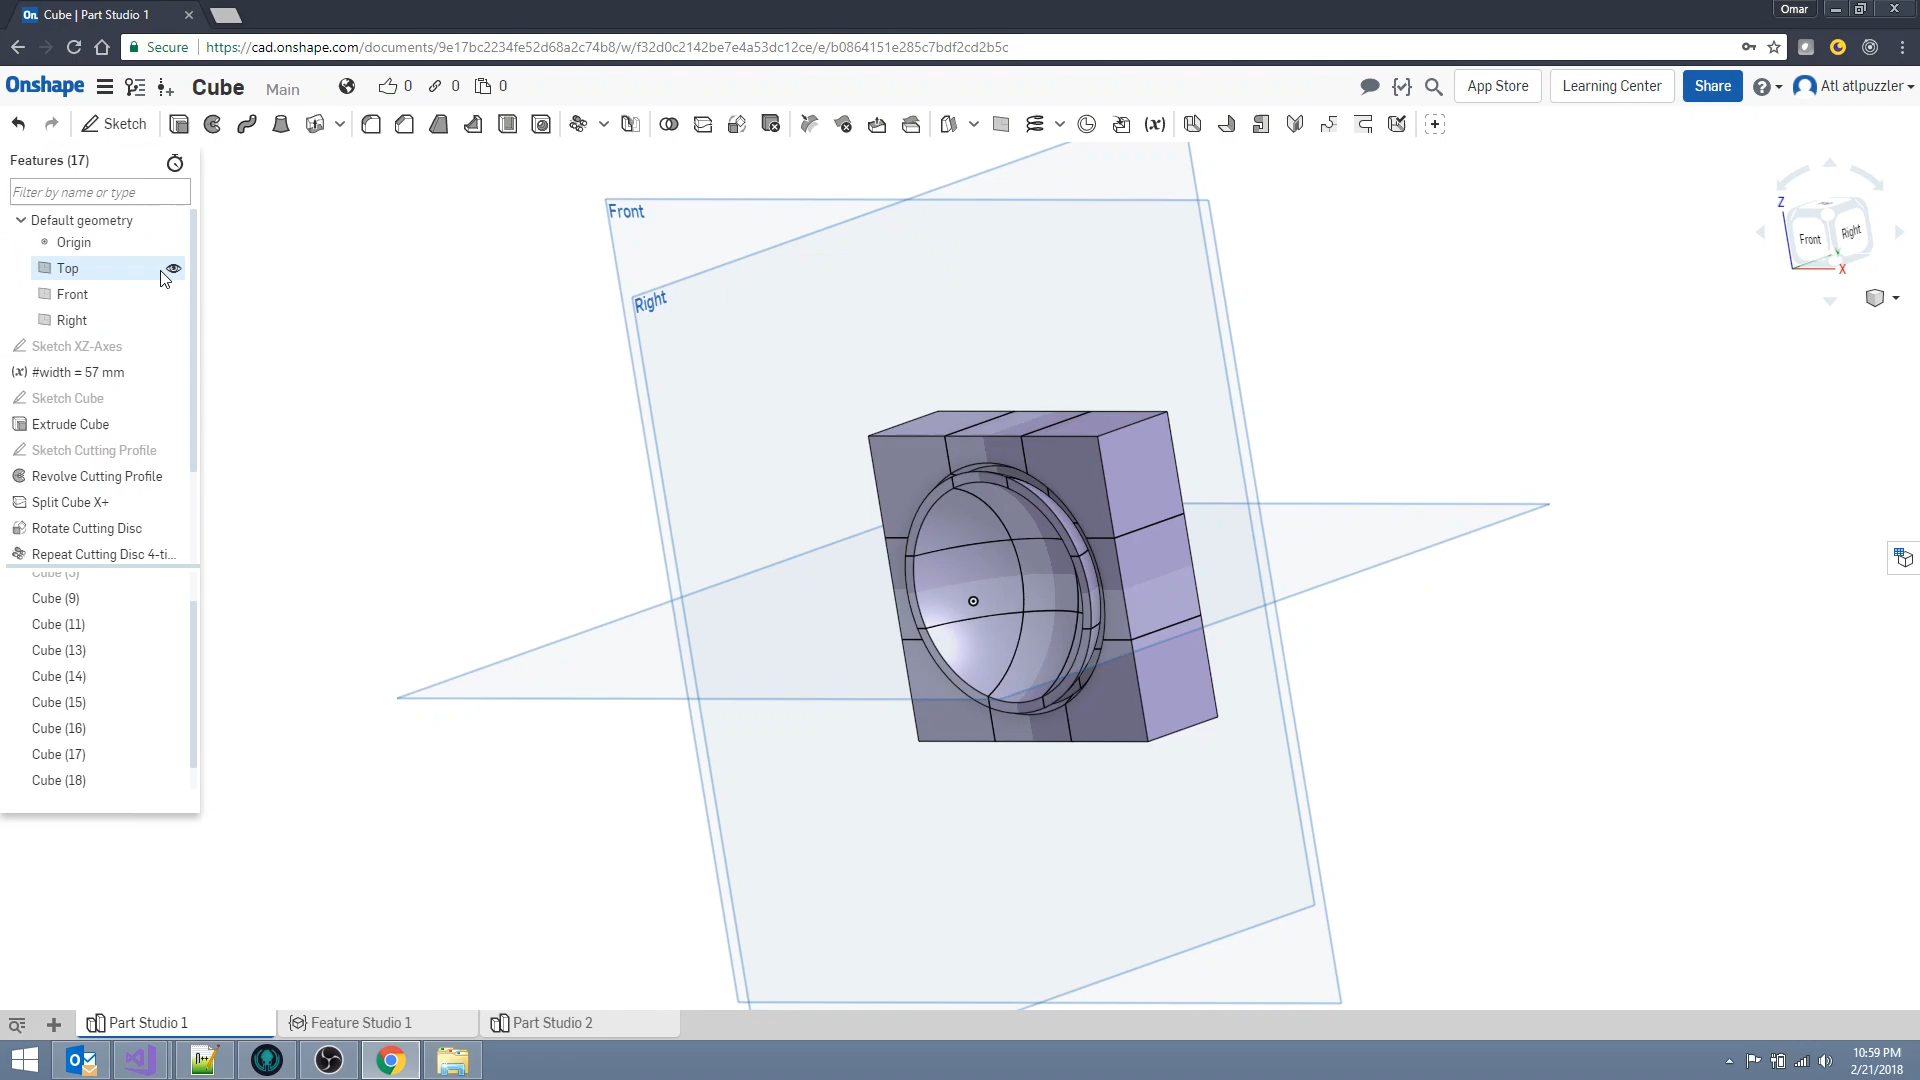 On Cube | Part Studio 1
Omar
Secure https://cad.onshape.com/documents/9e17bc2234fe52d68a2c74b8/w/f32d0c2142be7e4a53dc12ce/e/b0864151e285c7bdf2cd2b5c
Onshape Cube Main 0 0 0 App Store Learning Center Share Atl atlpuzzler
Sketch (x)
Features (17)
Filter by name or type
Default geometry
Origin
Top
Front
Right
Sketch XZ-Axes
(x) #width = 57 mm
Sketch Cube
Extrude Cube
Sketch Cutting Profile
Revolve Cutting Profile
Split Cube X+
Rotate Cutting Disc
Repeat Cutting Disc 4-ti...
Cube (9)
Cube (11)
Cube (13)
Cube (14)
Cube (15)
Cube (16)
Cube (17)
Cube (18)
Front
Right
Z
Front
Right
X
Part Studio 1
Feature Studio 1
Part Studio 2
10:59 PM
2/21/2018